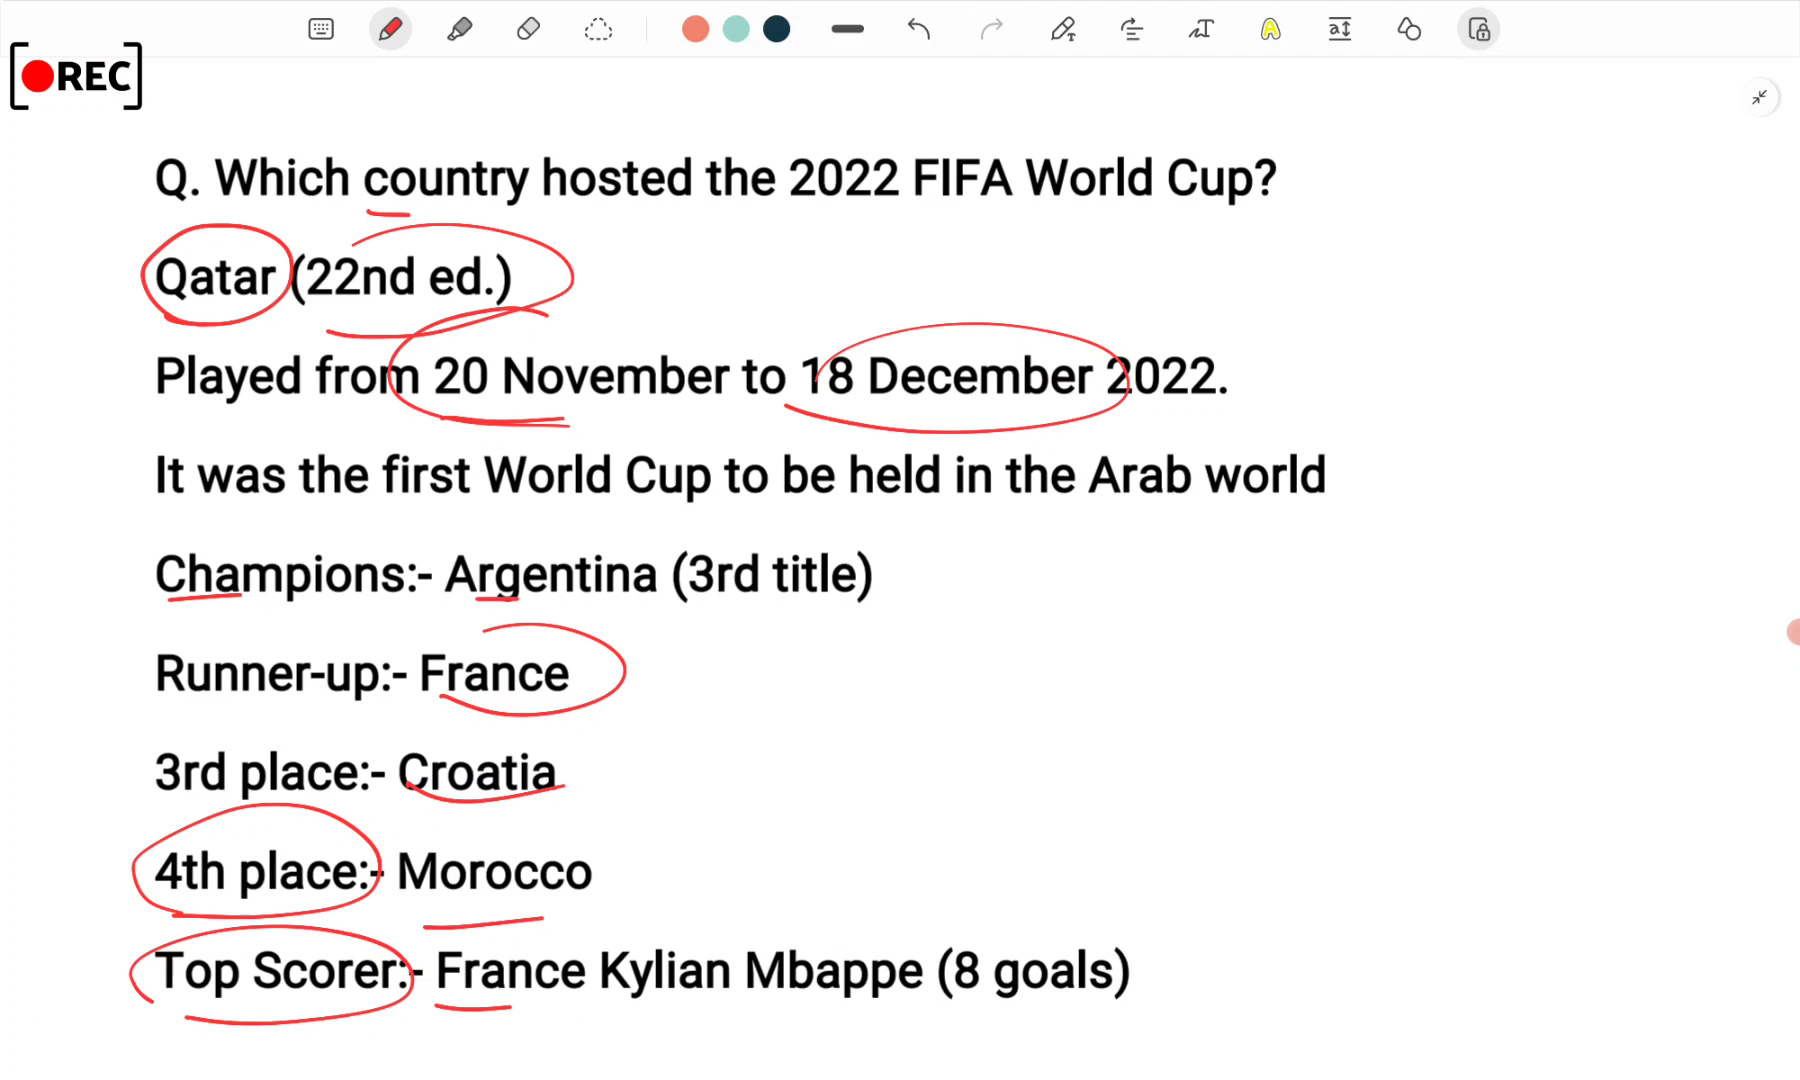 REC
Q. Which country hosted the 2022 FIFA World Cup?
Qatar (22nd ed.)
Played from 20 November to 18 December 2022.
It was the first World Cup to be held in the Arab world
Champions:- Argentina (3rd title)
Runner-up:- France
3rd place:- Croatia
4th place:- Morocco
Top Scorer:- France Kylian Mbappe (8 goals)